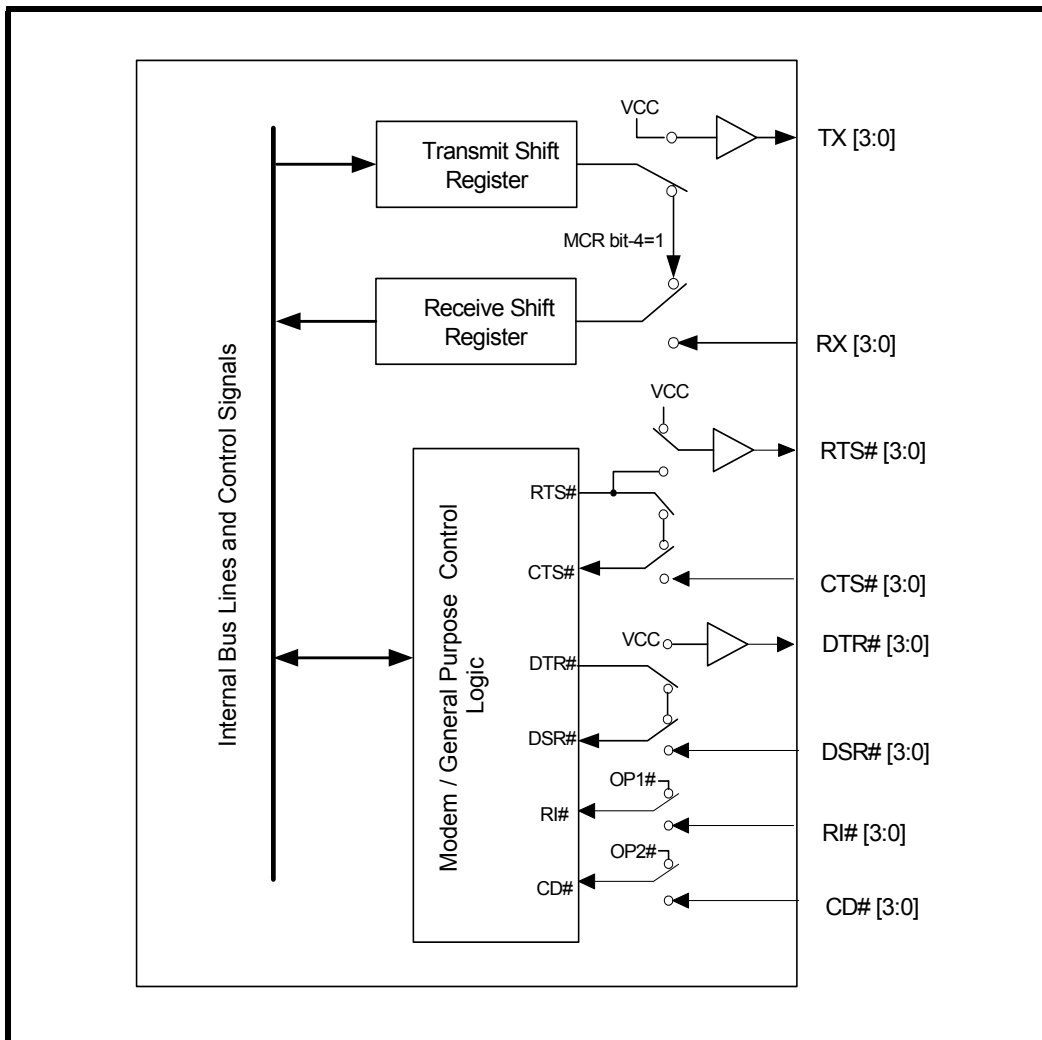 VCC
TX [3:0]
Transmit Shift
Register
MCR bit-4=1
Receive Shift
Register
RX [3:0]
Internal Bus Lines and Control Signals
VCC
RTS# [3:0]
Modem / General Purpose Control
Logic
RTS#
CTS#
CTS# [3:0]
VCC
DTR# [3:0]
DTR#
DSR#
DSR# [3:0]
OP1#
RI#
RI# [3:0]
OP2#
CD#
CD# [3:0]